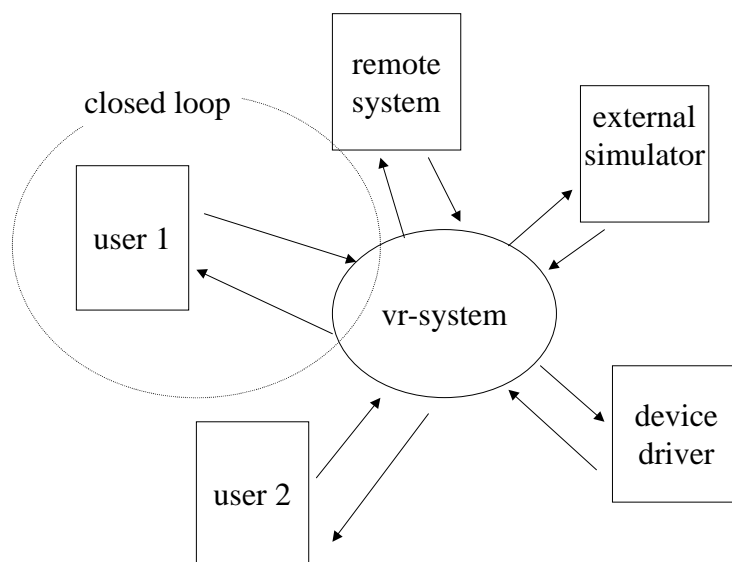 remote
system
closed loop
external
simulator
user 1
vr-system
device
driver
user 2